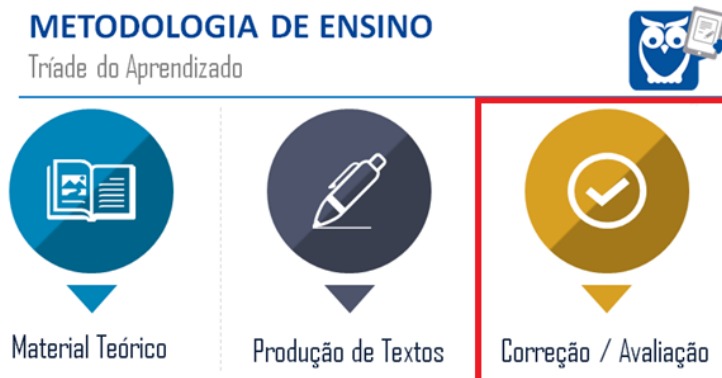 METODOLOGIA DE ENSINO
Tríade do Aprendizado
Material Teórico
Produção de Textos
Correção / Avaliação